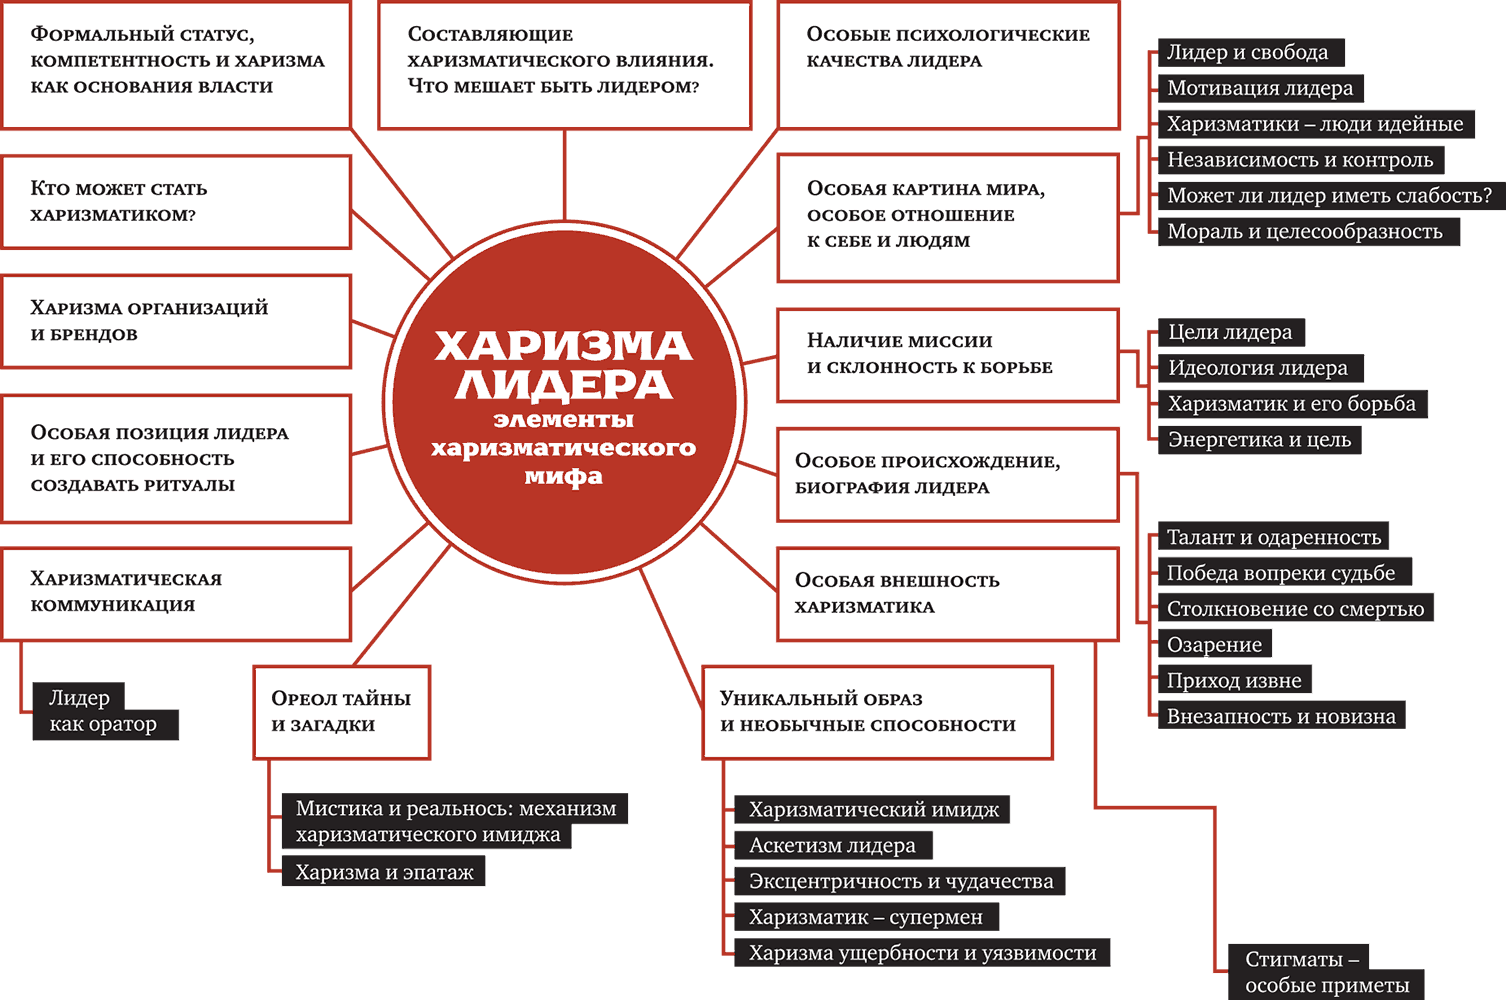 Формальный статус,
компетентность и харизма
как основания власти
Составляющие
харизматического влияния.
Что мешает быть лидером?
Особые психологические
качества лидера
Кто может стать
харизматиком?
Особая картина мира,
особое отношение
к себе и людям
Лидер и свобода
Мотивация лидера
Харизматики – люди идейные
Независимость и контроль
Может ли лидер иметь слабость?
Мораль и целесообразность
Харизма организаций
и брендов
ХАРИЗМА
ЛИДЕРА
элементы
харизматического
мифа
Наличие миссии
и склонность к борьбе
Цели лидера
Идеология лидера
Харизматик и его борьба
Энергетика и цель
Особая позиция лидера
и его способность
создавать ритуалы
Особое происхождение,
биография лидера
Талант и одаренность
Победа вопреки судьбе
Столкновение со смертью
Озарение
Приход извне
Внезапность и новизна
Харизматическая
коммуникация
Лидер
как оратор
Особая внешность
харизматика
Стигматы –
особые приметы
Ореол тайны
и загадки
Мистика и реальнось: механизм
харизматического имиджа
Харизма и эпатаж
Уникальный образ
и необычные способности
Харизматический имидж
Аскетизм лидера
Эксцентричность и чудачества
Харизматик – супермен
Харизма ущербности и уязвимости